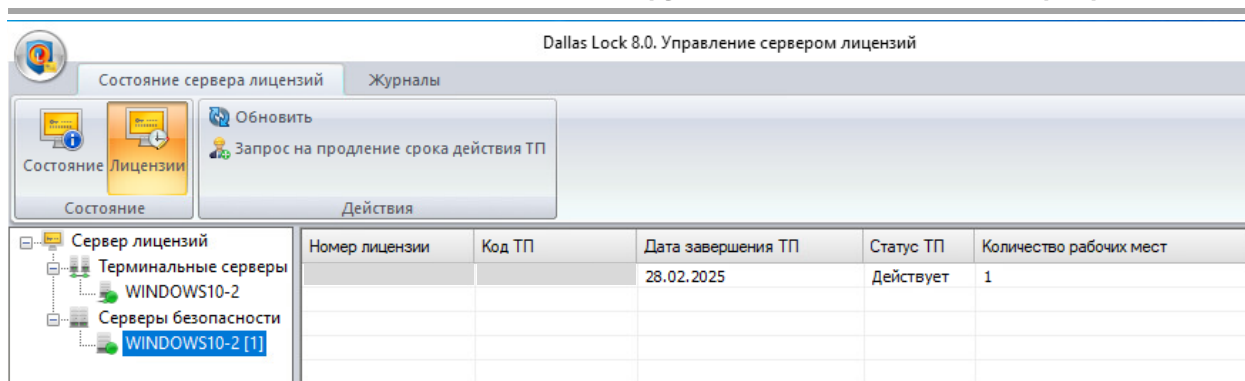 Dallas Lock 8.0. Управление сервером лицензий
Состояние сервера лицензий Журналы
Обновить
Запрос на продление срока действия ТП
Состояние Лицензии
Состояние Действия
Сервер лицензий
Терминальные серверы
WINDOWS10-2
Серверы безопасности
WINDOWS10-2 [1]
Номер лицензии Код ТП Дата завершения ТП Статус ТП Количество рабочих мест
28.02.2025 Действует 1